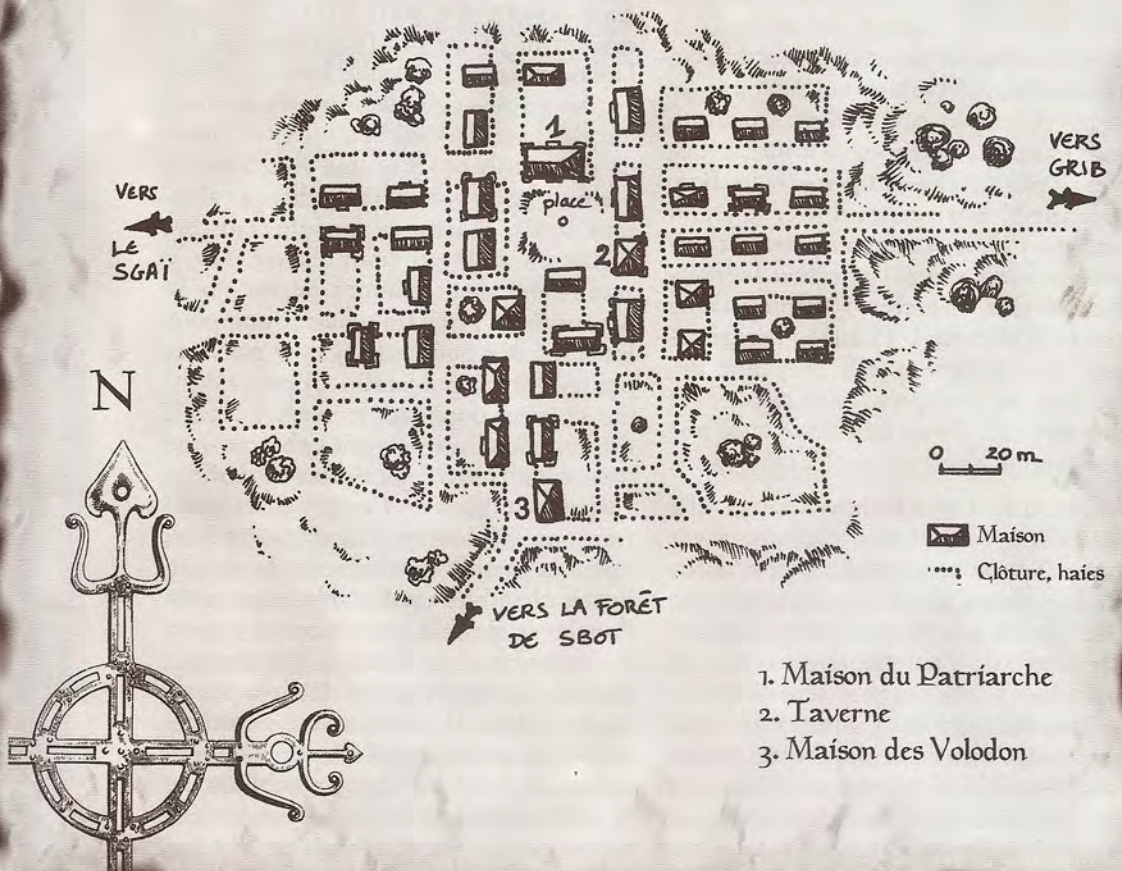 1
VERS
GRIB
VERS
LE
SGAÏ
place
2
N
0 20 m
3
Maison
Clôture, haies
VERS LA FORÊT
DE SBOT
1. Maison du Patriarche
2. Taverne
3. Maison des Volodon